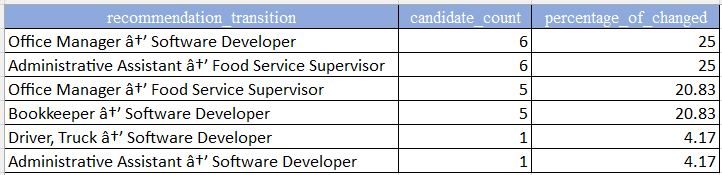 recommendation_transition candidate_count percentage_of_changed
Office Manager â†’ Software Developer 6 25
Administrative Assistant â†’ Food Service Supervisor 6 25
Office Manager â†’ Food Service Supervisor 5 20.83
Bookkeeper â†’ Software Developer 5 20.83
Driver, Truck â†’ Software Developer 1 4.17
Administrative Assistant â†’ Software Developer 1 4.17